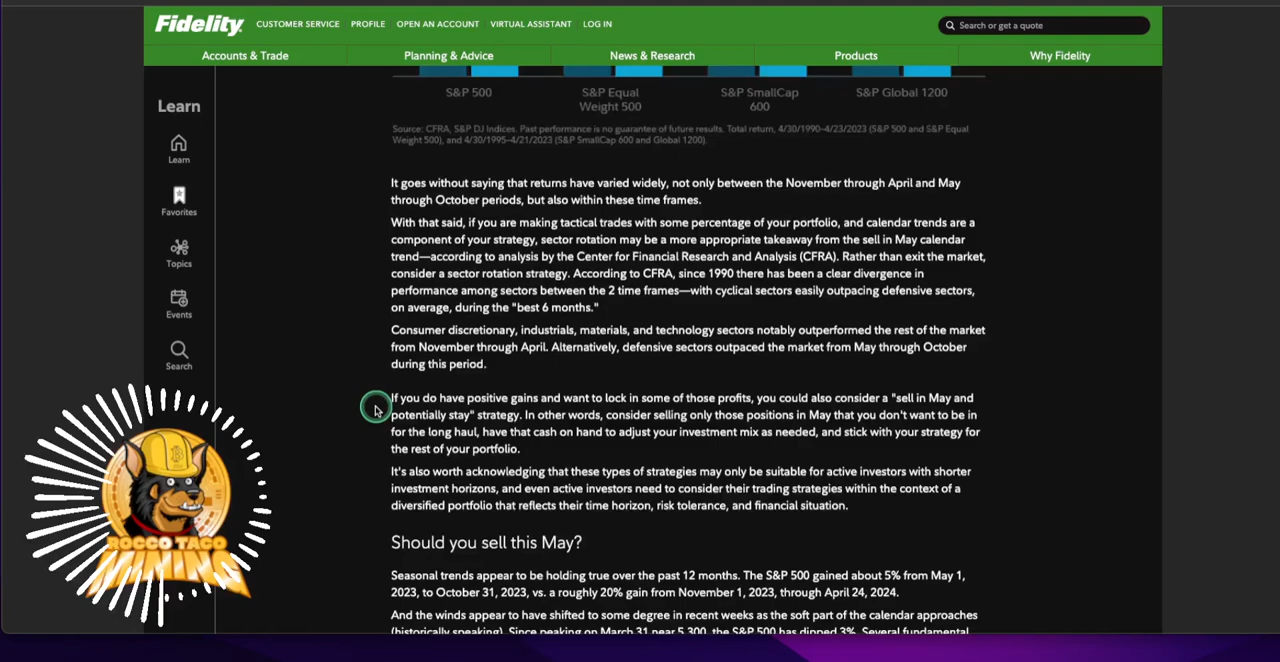 Fidelity
CUSTOMER SERVICE PROFILE OPEN AN ACCOUNT VIRTUAL ASSISTANT LOG IN
Search or get a quote
Accounts & Trade Planning & Advice News & Research Products Why Fidelity
Learn
Learn
Favorites
Topics
Events
Search
S&P 500 S&P Equal Weight 500 S&P SmallCap 600 S&P Global 1200
Source: CFRA, S&P DJ Indices. Past performance is no guarantee of future results. Total return, 4/30/1990–4/23/2023 (S&P 500 and S&P Equal
Weight 500), and 4/30/1995–4/21/2023 (S&P SmallCap 600 and Global 1200).
It goes without saying that returns have varied widely, not only between the November through April and May
through October periods, but also within these time frames.
With that said, if you are making tactical trades with some percentage of your portfolio, and calendar trends are a
component of your strategy, sector rotation may be a more appropriate takeaway from the sell in May calendar
trend—according to analysis by the Center for Financial Research and Analysis (CFRA). Rather than exit the market,
consider a sector rotation strategy. According to CFRA, since 1990 there has been a clear divergence in
performance among sectors between the 2 time frames—with cyclical sectors easily outpacing defensive sectors,
on average, during the "best 6 months."
Consumer discretionary, industrials, materials, and technology sectors notably outperformed the rest of the market
from November through April. Alternatively, defensive sectors outpaced the market from May through October
during this period.
If you do have positive gains and want to lock in some of those profits, you could also consider a "sell in May and
potentially stay" strategy. In other words, consider selling only those positions in May that you don't want to be in
for the long haul, have that cash on hand to adjust your investment mix as needed, and stick with your strategy for
the rest of your portfolio.
It's also worth acknowledging that these types of strategies may only be suitable for active investors with shorter
investment horizons, and even active investors need to consider their trading strategies within the context of a
diversified portfolio that reflects their time horizon, risk tolerance, and financial situation.
Should you sell this May?
Seasonal trends appear to be holding true over the past 12 months. The S&P 500 gained about 5% from May 1,
2023, to October 31, 2023, vs. a roughly 20% gain from November 1, 2023, through April 24, 2024.
And the winds appear to have shifted to some degree in recent weeks as the soft part of the calendar approaches
(historically speaking). Since peaking on March 31 near 5,300, the S&P 500 has dipped 3%. Several fundamental
ROCCO TACO
MINING